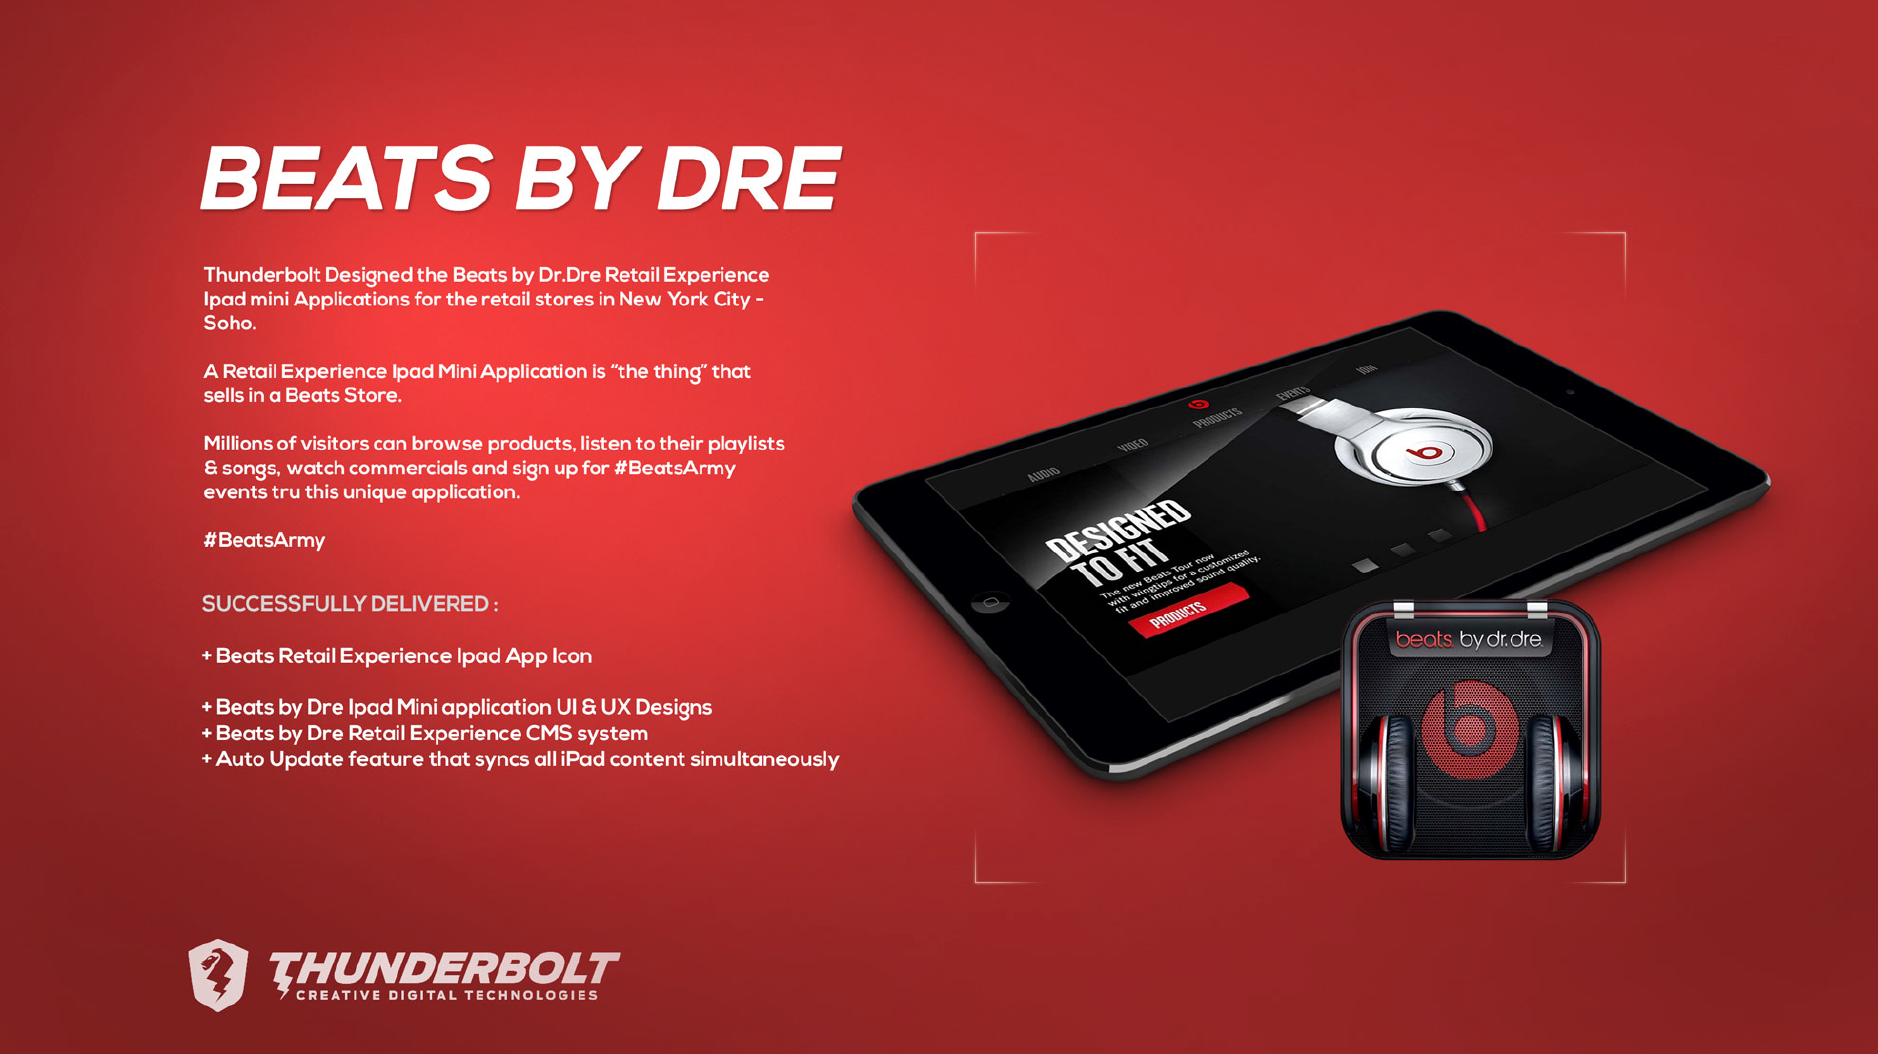 BEATS BY DRE
Thunderbolt Designed the Beats by Dr.Dre Retail Experience
Ipad mini Applications for the retail stores in New York City -
Soho.
A Retail Experience Ipad Mini Application is “the thing” that
sells in a Beats Store.
Millions of visitors can browse products, listen to their playlists
& songs, watch commercials and sign up for #BeatsArmy
events tru this unique application.
#BeatsArmy
SUCCESSFULLY DELIVERED :
+ Beats Retail Experience Ipad App Icon
+ Beats by Dre Ipad Mini application UI & UX Designs
+ Beats by Dre Retail Experience CMS system
+ Auto Update feature that syncs all iPad content simultaneously
AUDIO
VIDEO
PRODUCTS
EVENTS
JOIN
DESIGNED
TO FIT
The new Beats Tour now
with wingtips for a customized
fit and improved sound quality.
PRODUCTS
beats by dr. dre.
THUNDERBOLT
CREATIVE DIGITAL TECHNOLOGIES